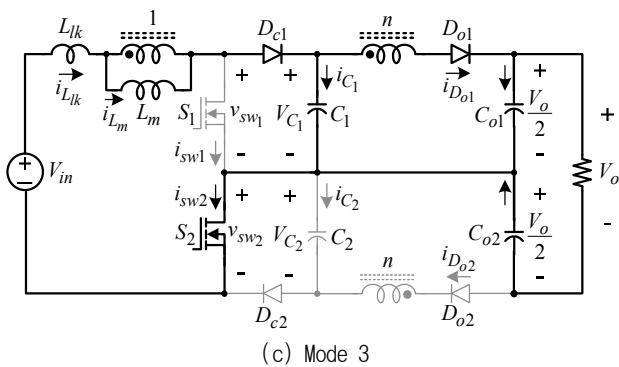 L_lk 1 D_c1 n D_o1
i_Llk i_Lm L_m S_1 v_sw1 + - + - V_C1 i_C1 C_1 i_Do1 C_o1 V_o/2 + -
i_sw1
V_in + - + V_o -
i_sw2 S_2 v_sw2 + - + - V_C2 i_C2 C_2 C_o2 V_o/2 + -
n i_Do2
D_c2 D_o2
(c) Mode 3